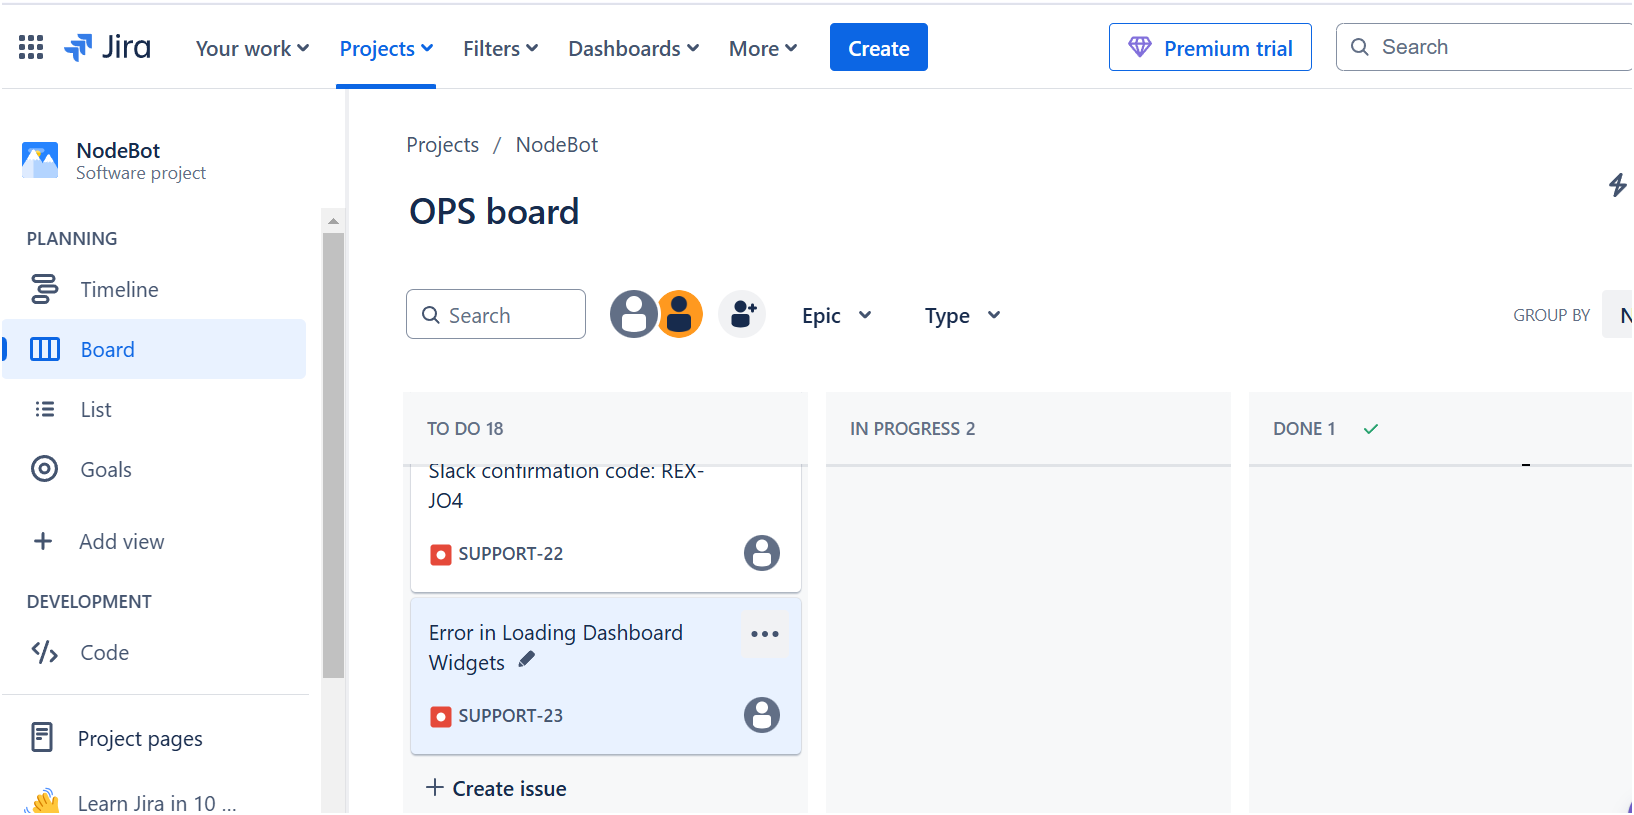 Jira
Your work
Projects
Filters
Dashboards
More
Create
Premium trial
Search
NodeBot
Software project
PLANNING
Timeline
Board
List
Goals
Add view
DEVELOPMENT
Code
Project pages
Learn Jira in 10 ...
Projects / NodeBot
OPS board
Search
Epic
Type
GROUP BY
N
TO DO 18
Slack confirmation code: REX-
JO4
SUPPORT-22
Error in Loading Dashboard
Widgets
SUPPORT-23
+ Create issue
IN PROGRESS 2
DONE 1